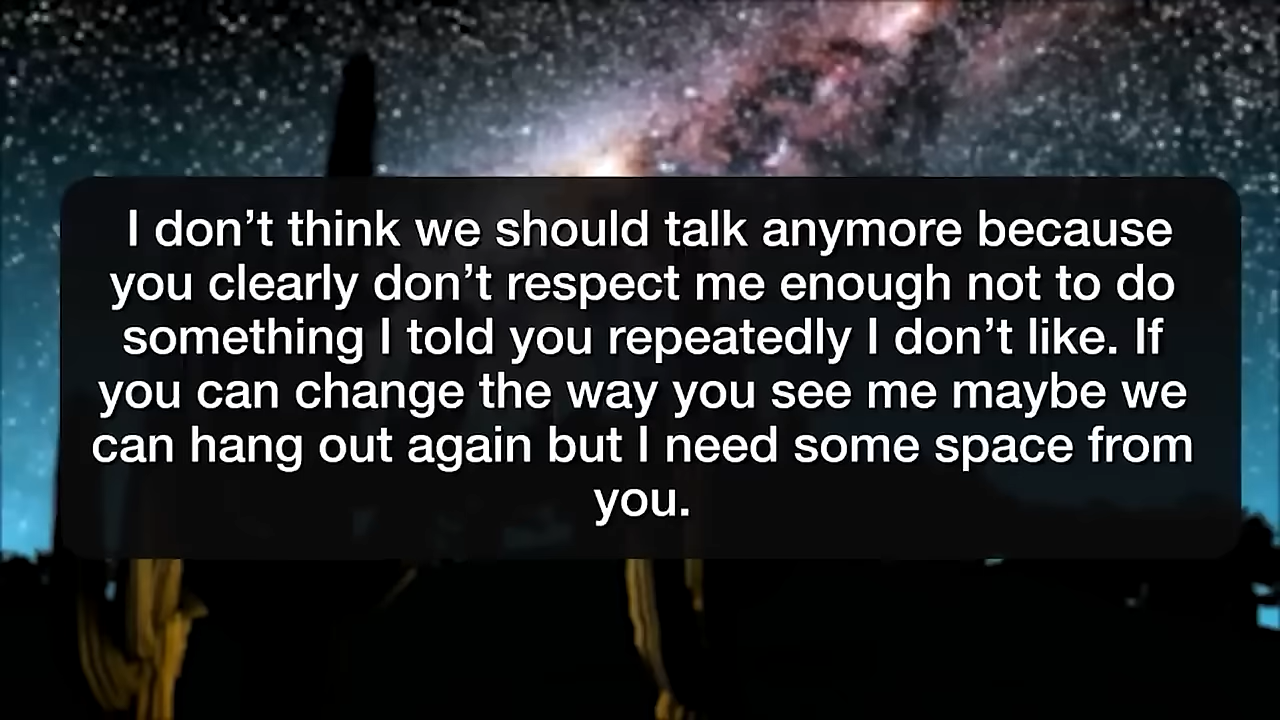 I don’t think we should talk anymore because
you clearly don’t respect me enough not to do
something I told you repeatedly I don’t like. If
you can change the way you see me maybe we
can hang out again but I need some space from
you.